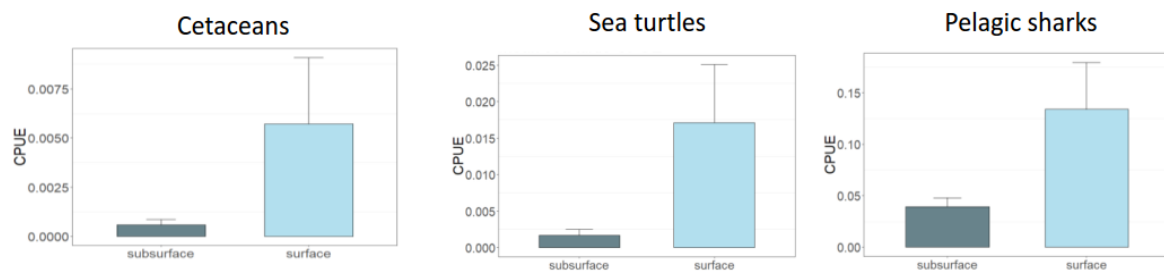 Cetaceans
CPUE
0.0075
0.0050
0.0025
0.0000
subsurface surface
Sea turtles
CPUE
0.025
0.020
0.015
0.010
0.005
0.000
subsurface surface
Pelagic sharks
CPUE
0.15
0.10
0.05
0.00
subsurface surface